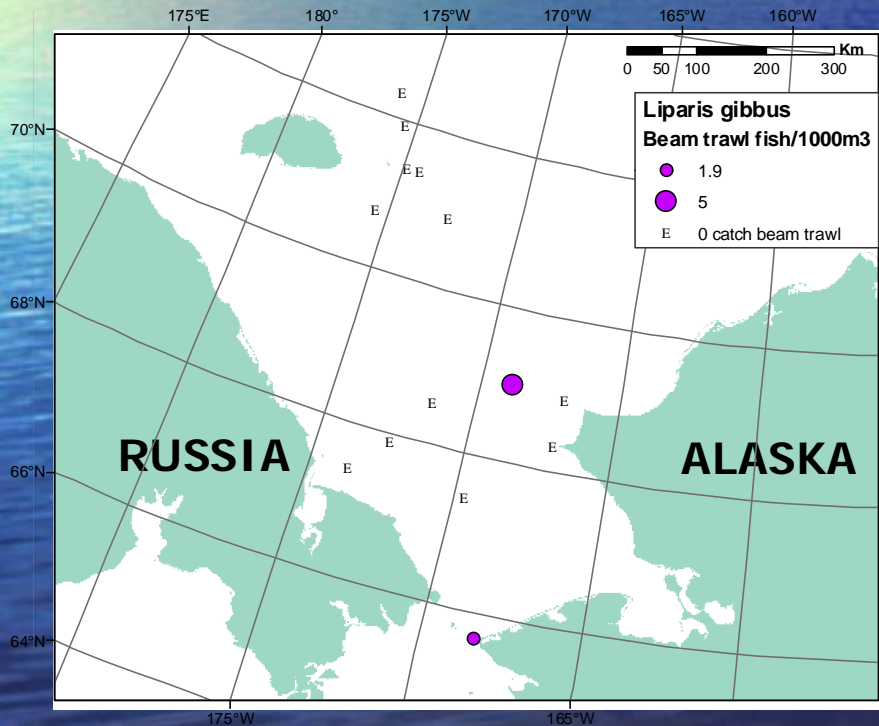 175°E 180° 175°W 170°W 165°W 160°W
Km
0 50 100 200 300
Liparis gibbus
Beam trawl fish/1000m3
1.9
5
E 0 catch beam trawl
E
70°N
E
E E
E
E
68°N
E
E
E
E
RUSSIA
ALASKA
66°N
E
E
64°N
175°W 165°W